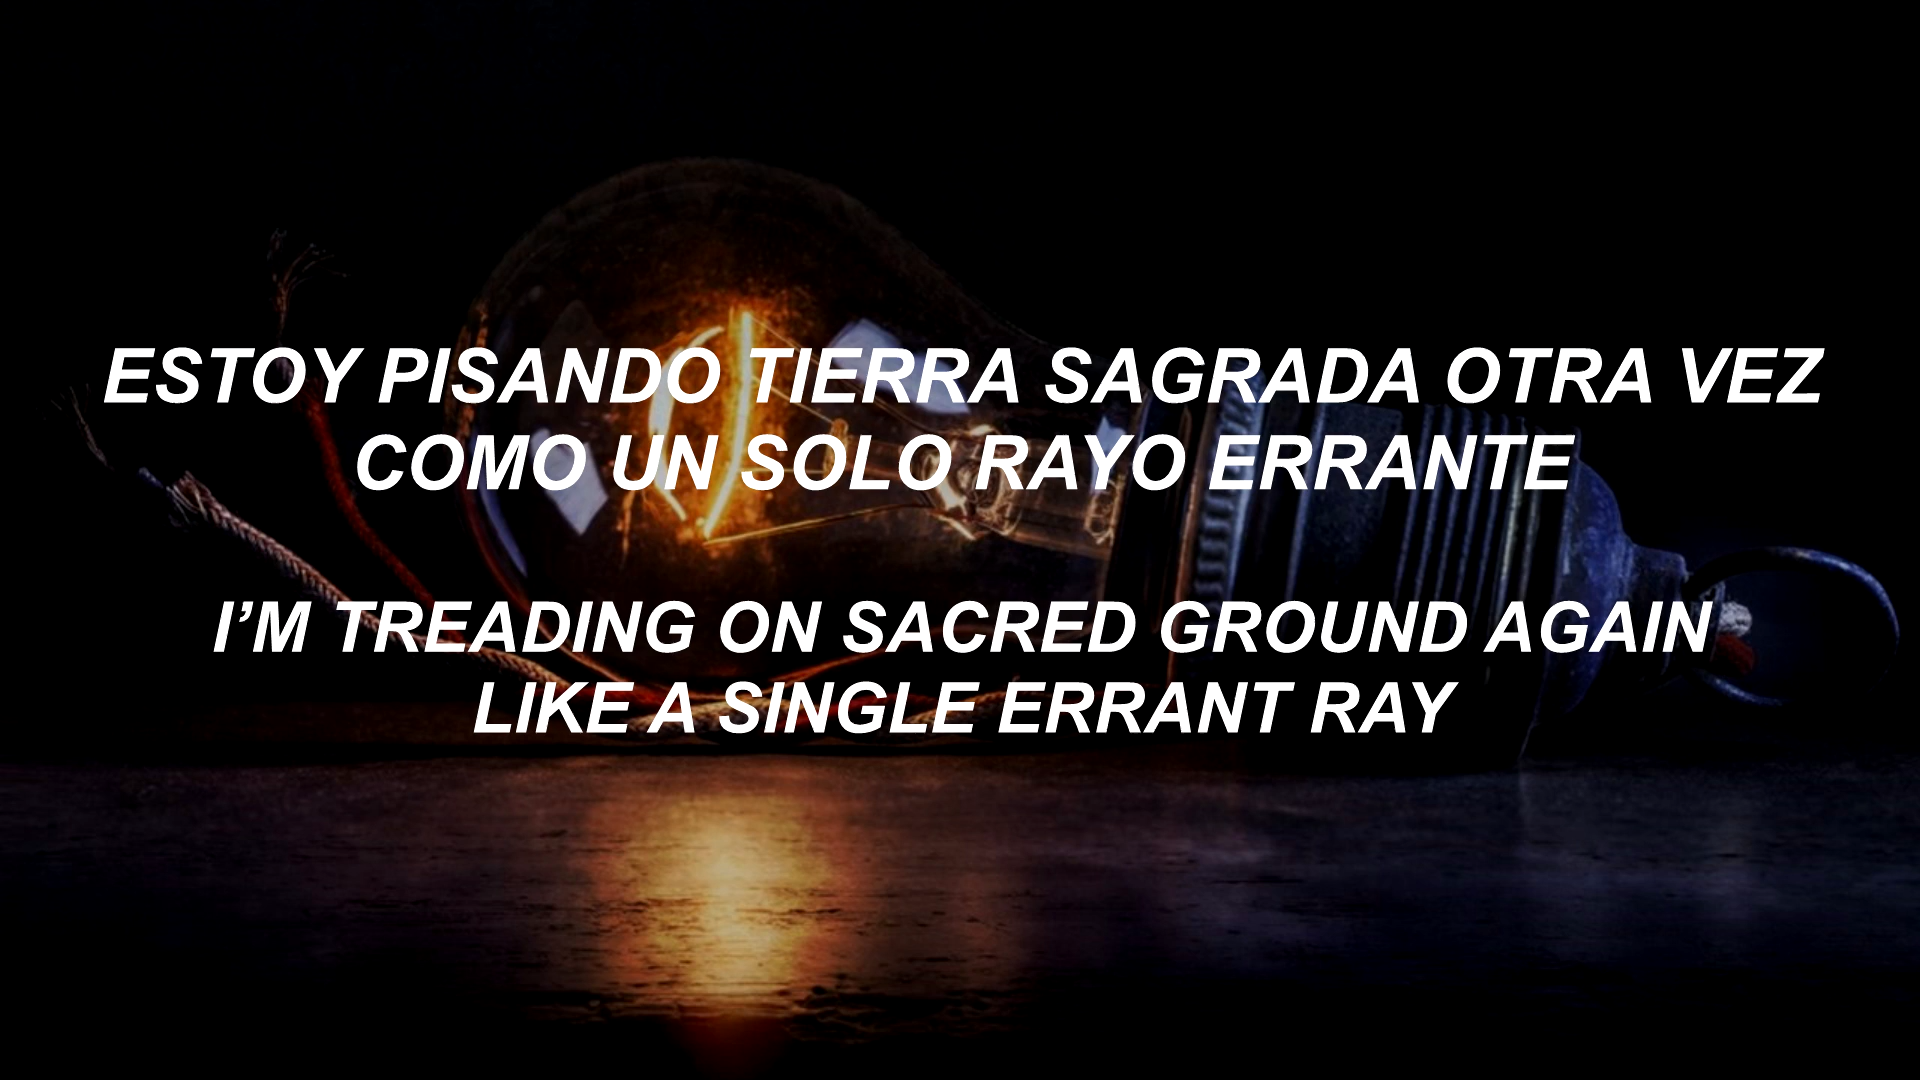 ESTOY PISANDO TIERRA SAGRADA OTRA VEZ
COMO UN SOLO RAYO ERRANTE
I’M TREADING ON SACRED GROUND AGAIN
LIKE A SINGLE ERRANT RAY